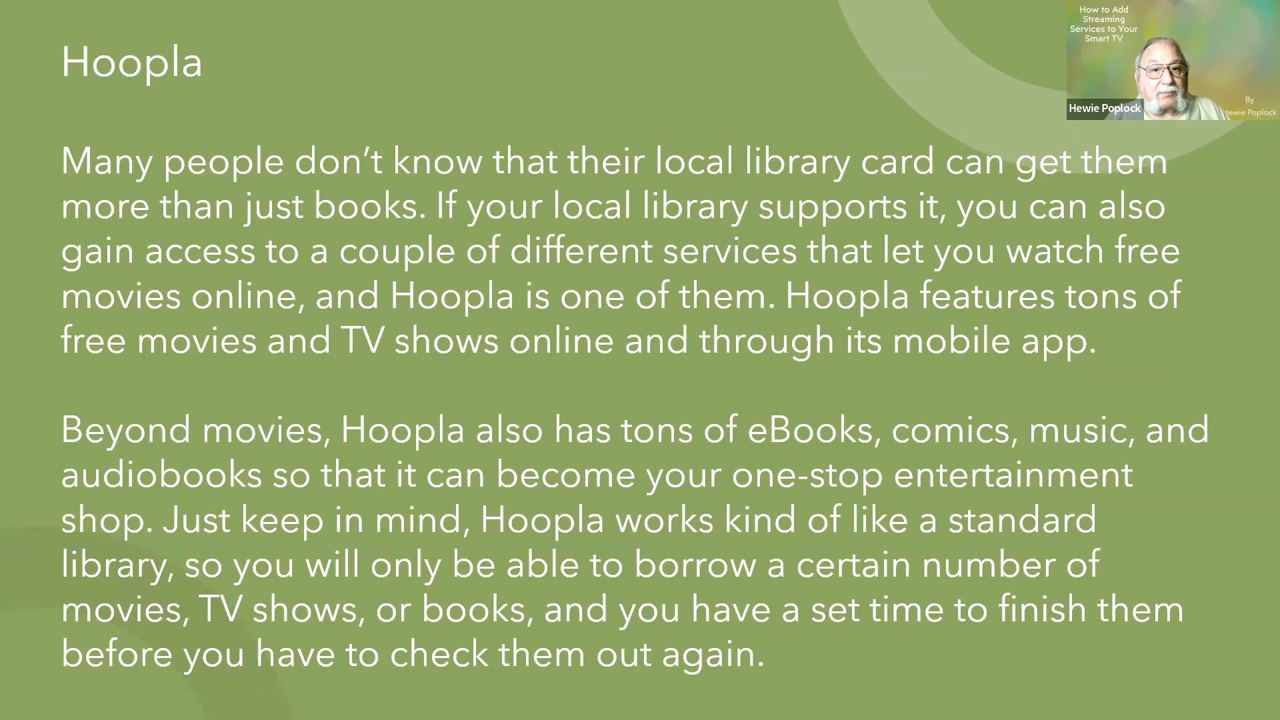 Hoopla
How to Add
Streaming
Services to Your
Smart TV
Hewie Poplock
By
Hewie Poplock
Many people don’t know that their local library card can get them
more than just books. If your local library supports it, you can also
gain access to a couple of different services that let you watch free
movies online, and Hoopla is one of them. Hoopla features tons of
free movies and TV shows online and through its mobile app.
Beyond movies, Hoopla also has tons of eBooks, comics, music, and
audiobooks so that it can become your one-stop entertainment
shop. Just keep in mind, Hoopla works kind of like a standard
library, so you will only be able to borrow a certain number of
movies, TV shows, or books, and you have a set time to finish them
before you have to check them out again.